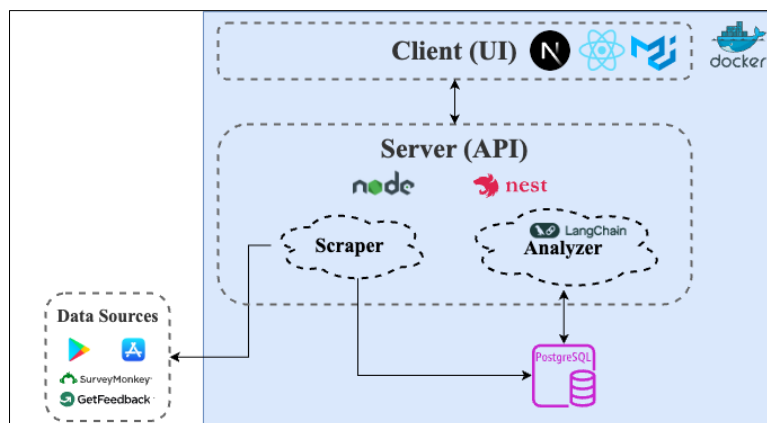 Client (UI)
docker
Server (API)
node
nest
LangChain
Scraper
Analyzer
Data Sources
SurveyMonkey
GetFeedback
PostgreSQL